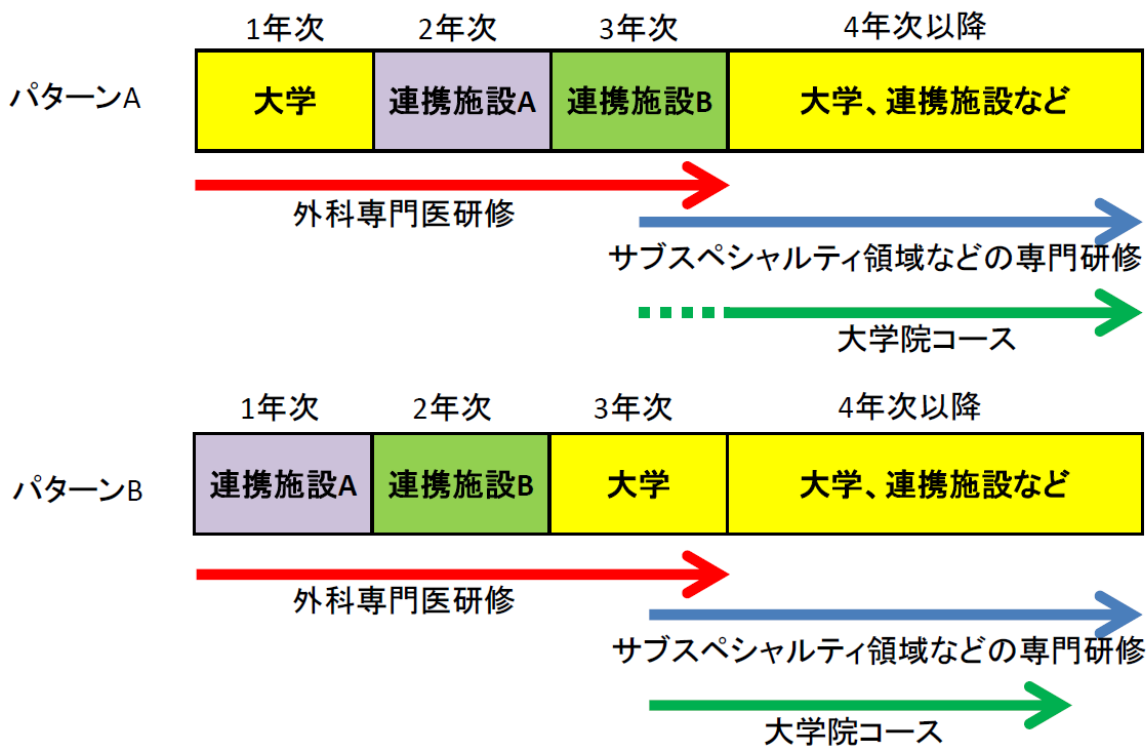 1年次 2年次 3年次 4年次以降
パターンA 大学 連携施設A 連携施設B 大学、連携施設など
外科専門医研修
サブスペシャルティ領域などの専門研修
大学院コース
1年次 2年次 3年次 4年次以降
パターンB 連携施設A 連携施設B 大学 大学、連携施設など
外科専門医研修
サブスペシャルティ領域などの専門研修
大学院コース